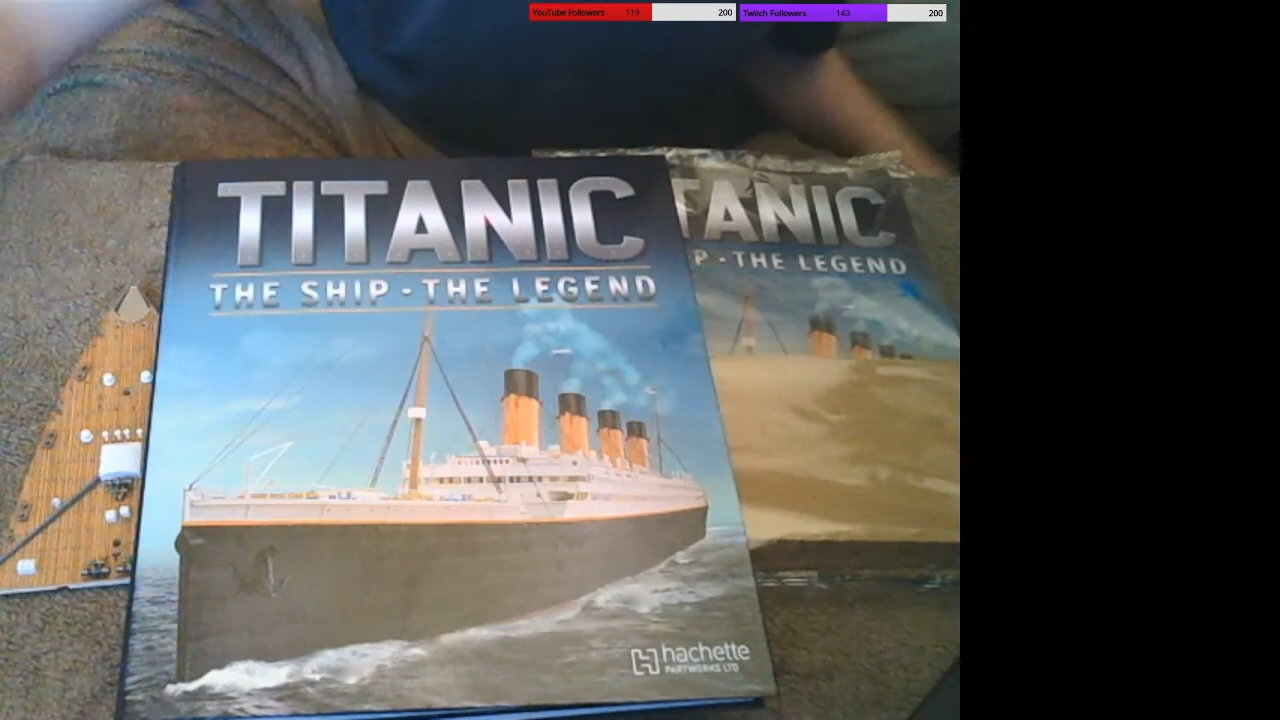 YouTube Followers 119 200
Twitch Followers 143 200
TITANIC
THE SHIP - THE LEGEND
hachette
PARTWORKS LTD
TANIC
P - THE LEGEND